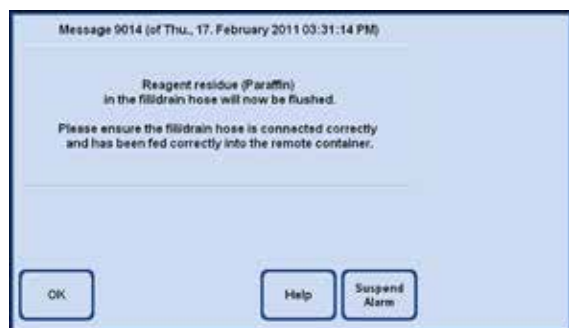 Message 9014 (of Thu., 17. February 2011 03:31:14 PM)
Reagent residue (Paraffin)
in the fill/drain hose will now be flushed.
Please ensure the fill/drain hose is connected correctly
and has been fed correctly into the remote container.
OK
Help
Suspend
Alarm